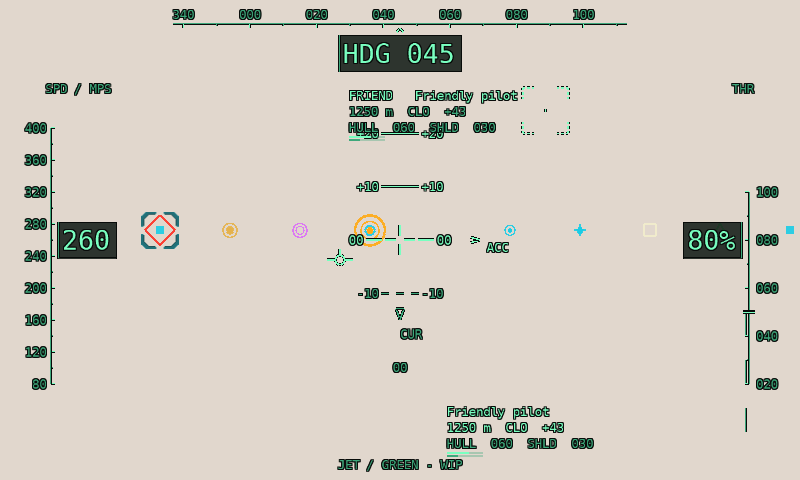 340 000 020 040 060 080 100
HDG 045
SPD / MPS
THR
FRIEND Friendly pilot
1250 m CLO +43
HULL 060 SHLD 030
+20 +20
400
360
320
280
240
200
160
120
80
260
+10 +10
00 00
ACC
-10 -10
CUR
00
100
080
060
040
020
80%
Friendly pilot
1250 m CLO +43
HULL 060 SHLD 030
JET / GREEN - WIP